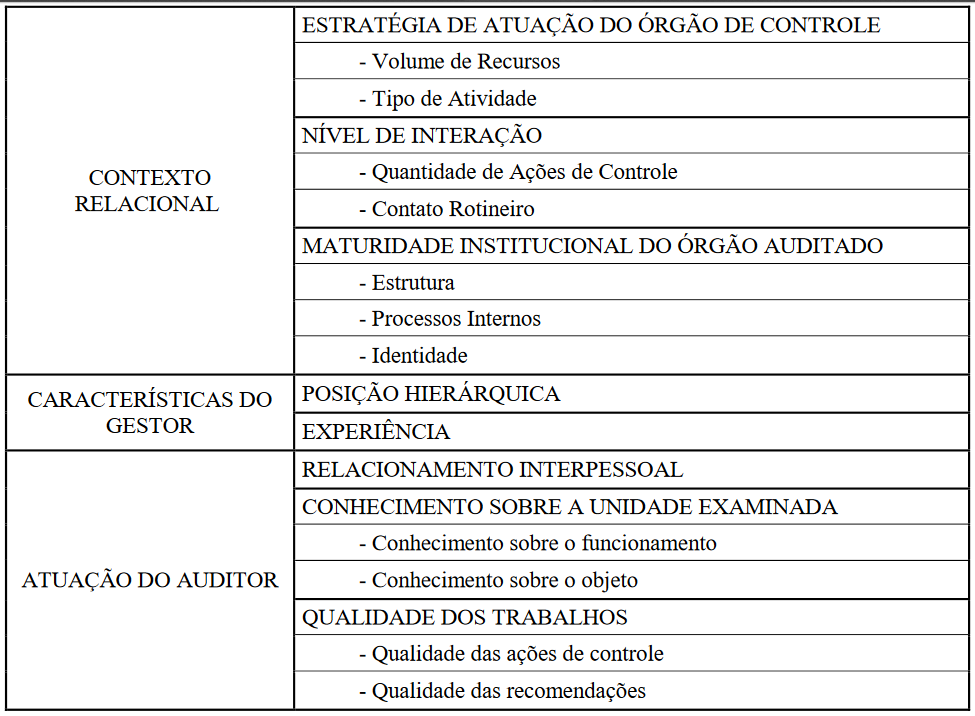 CONTEXTO
RELACIONAL
ESTRATÉGIA DE ATUAÇÃO DO ÓRGÃO DE CONTROLE
- Volume de Recursos
- Tipo de Atividade
NÍVEL DE INTERAÇÃO
- Quantidade de Ações de Controle
- Contato Rotineiro
MATURIDADE INSTITUCIONAL DO ÓRGÃO AUDITADO
- Estrutura
- Processos Internos
- Identidade
CARACTERÍSTICAS DO
GESTOR
POSIÇÃO HIERÁRQUICA
EXPERIÊNCIA
ATUAÇÃO DO AUDITOR
RELACIONAMENTO INTERPESSOAL
CONHECIMENTO SOBRE A UNIDADE EXAMINADA
- Conhecimento sobre o funcionamento
- Conhecimento sobre o objeto
QUALIDADE DOS TRABALHOS
- Qualidade das ações de controle
- Qualidade das recomendações